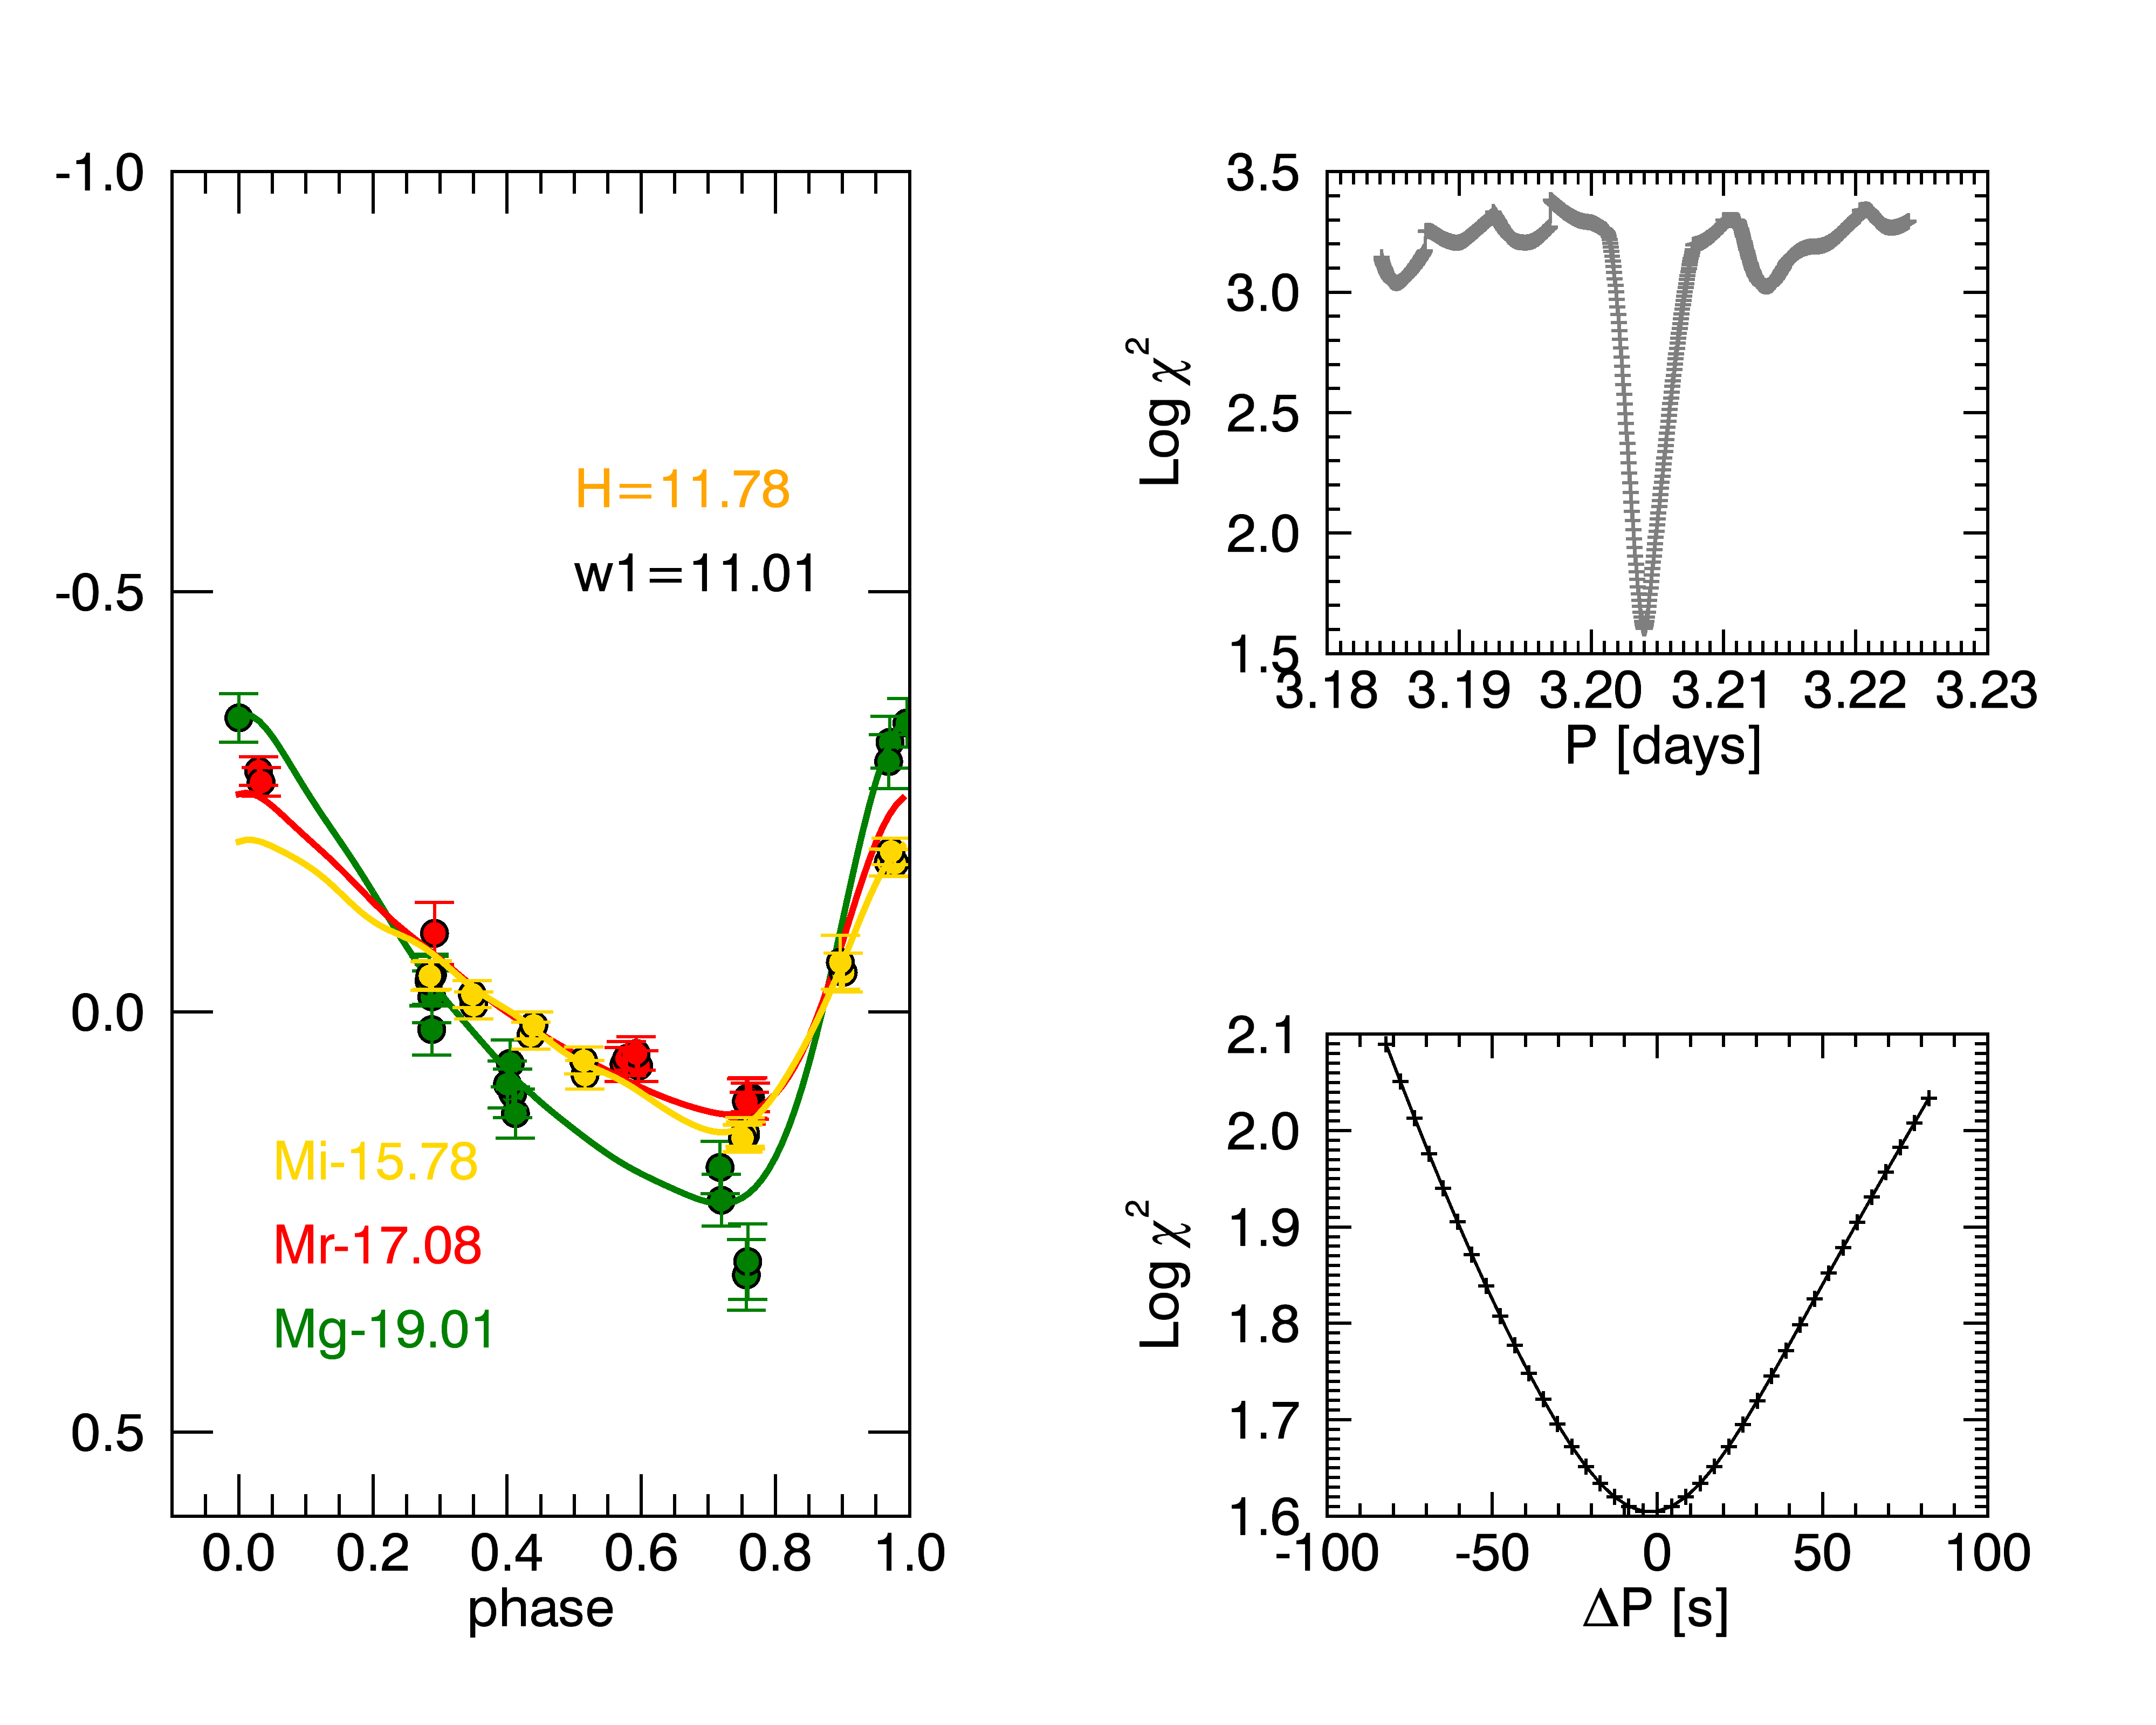 -1.0
-0.5
0.0
0.5
H=11.78
w1=11.01
Mi-15.78
Mr-17.08
Mg-19.01
0.0 0.2 0.4 0.6 0.8 1.0
phase
3.5
3.0
2.5
2.0
1.5
Log χ²
3.18 3.19 3.20 3.21 3.22 3.23
P [days]
2.1
2.0
1.9
1.8
1.7
1.6
Log χ²
-100 -50 0 50 100
ΔP [s]